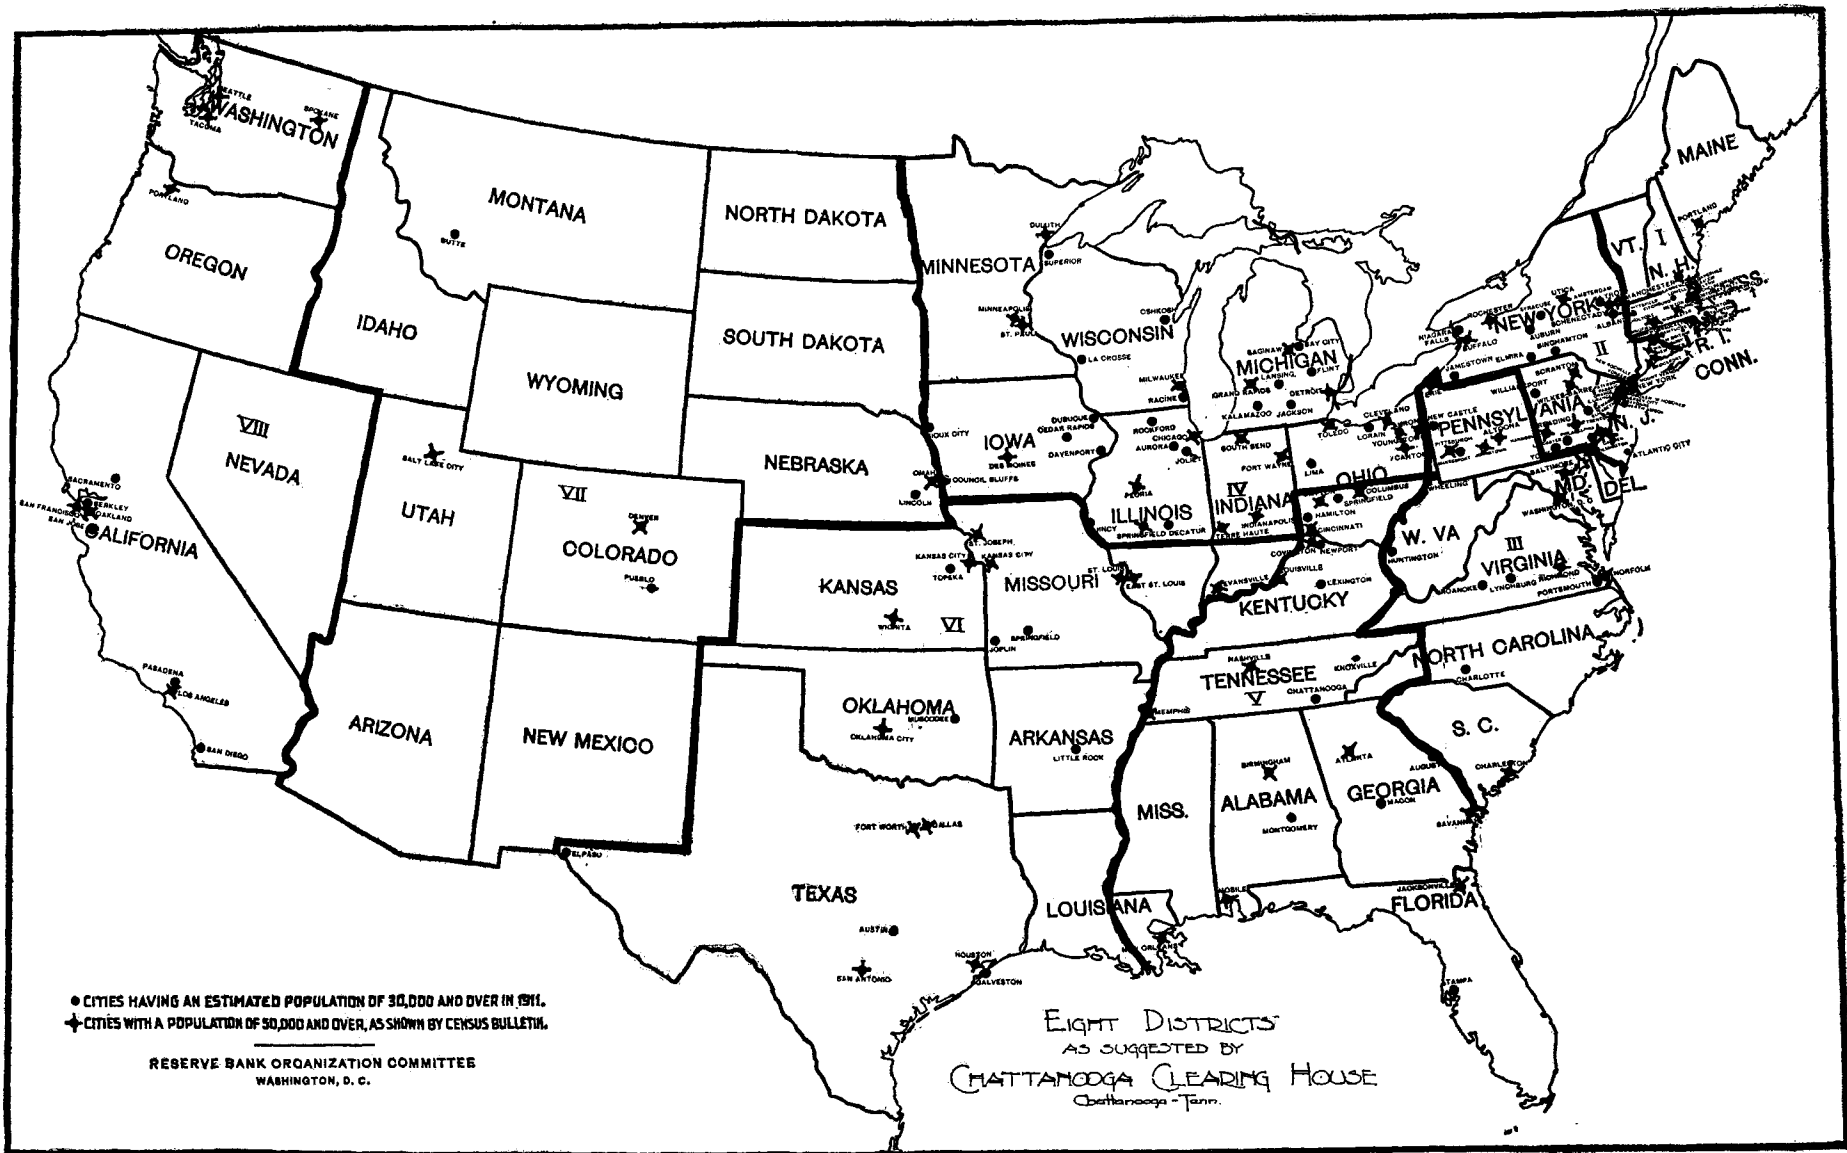 SEATTLE
SPOKANE
WASHINGTON
TACOMA
MAINE
MONTANA
NORTH DAKOTA
PORTLAND
PORTLAND
BUTTE
OREGON
DULUTH
SUPERIOR
MINNESOTA
VT.
I
N. H.
IDAHO
SOUTH DAKOTA
MINNEAPOLIS
ST. PAUL
OSHKOSH
WISCONSIN
LA CROSSE
SAGINAW
BAY CITY
MICHIGAN
LANSING
FLINT
GRAND RAPIDS
DETROIT
KALAMAZOO
JACKSON
MILWAUKEE
RACINE
ROCHESTER
SYRACUSE
UTICA
AMSTERDAM
NEW YORK
SCHENECTADY
NIAGARA
FALLS
BUFFALO
AUBURN
BINGHAMTON
JAMESTOWN
ELMIRA
II
R. I.
CONN.
WYOMING
VIII
NEVADA
SALT LAKE CITY
UTAH
VII
DENVER
COLORADO
PUEBLO
NEBRASKA
SIOUX CITY
OMAHA
COUNCIL BLUFFS
LINCOLN
IOWA
DUBUQUE
CEDAR RAPIDS
DAVENPORT
DES MOINES
ROCKFORD
CHICAGO
AURORA
JOLIET
PEORIA
ILLINOIS
SPRINGFIELD
DECATUR
SOUTH BEND
FORT WAYNE
IV
INDIANA
INDIANAPOLIS
TERRE HAUTE
TOLEDO
CLEVELAND
LORAIN
CANTON
LIMA
OHIO
COLUMBUS
SPRINGFIELD
HAMILTON
CINCINNATI
COVINGTON
NEWPORT
ERIE
NEW CASTLE
PENNSYLVANIA
WILLIAMSPORT
SCRANTON
ALTOONA
WHEELING
N. J.
ATLANTIC CITY
BALTIMORE
MD.
DEL.
WASHINGTON
SACRAMENTO
SAN FRANCISCO
BERKLEY
OAKLAND
SAN JOSE
CALIFORNIA
PASADENA
LOS ANGELES
SAN DIEGO
KANSAS CITY
KANSAS CITY
ST. JOSEPH
TOPEKA
KANSAS
WICHITA
VI
MISSOURI
ST. LOUIS
EAST ST. LOUIS
SPRINGFIELD
JOPLIN
EVANSVILLE
LOUISVILLE
LEXINGTON
KENTUCKY
W. VA
HUNTINGTON
III
VIRGINIA
ROANOKE
LYNCHBURG
RICHMOND
PORTSMOUTH
NORFOLK
NASHVILLE
TENNESSEE
KNOXVILLE
V
CHATTANOOGA
MEMPHIS
NORTH CAROLINA
CHARLOTTE
ARIZONA
NEW MEXICO
OKLAHOMA
MUSCOGEE
OKLAHOMA CITY
ARKANSAS
LITTLE ROCK
S. C.
CHARLESTON
MISS.
BIRMINGHAM
ALABAMA
MONTGOMERY
MOBILE
ATLANTA
AUGUSTA
GEORGIA
MACON
SAVANNAH
EL PASO
FORT WORTH
DALLAS
TEXAS
AUSTIN
SAN ANTONIO
HOUSTON
GALVESTON
LOUISIANA
NEW ORLEANS
JACKSONVILLE
FLORIDA
TAMPA
CITIES HAVING AN ESTIMATED POPULATION OF 30,000 AND OVER IN 1911.
CITIES WITH A POPULATION OF 50,000 AND OVER, AS SHOWN BY CENSUS BULLETIN.
RESERVE BANK ORGANIZATION COMMITTEE
WASHINGTON, D. C.
EIGHT DISTRICTS
AS SUGGESTED BY
CHATTANOOGA CLEARING HOUSE
Chattanooga - Tenn.